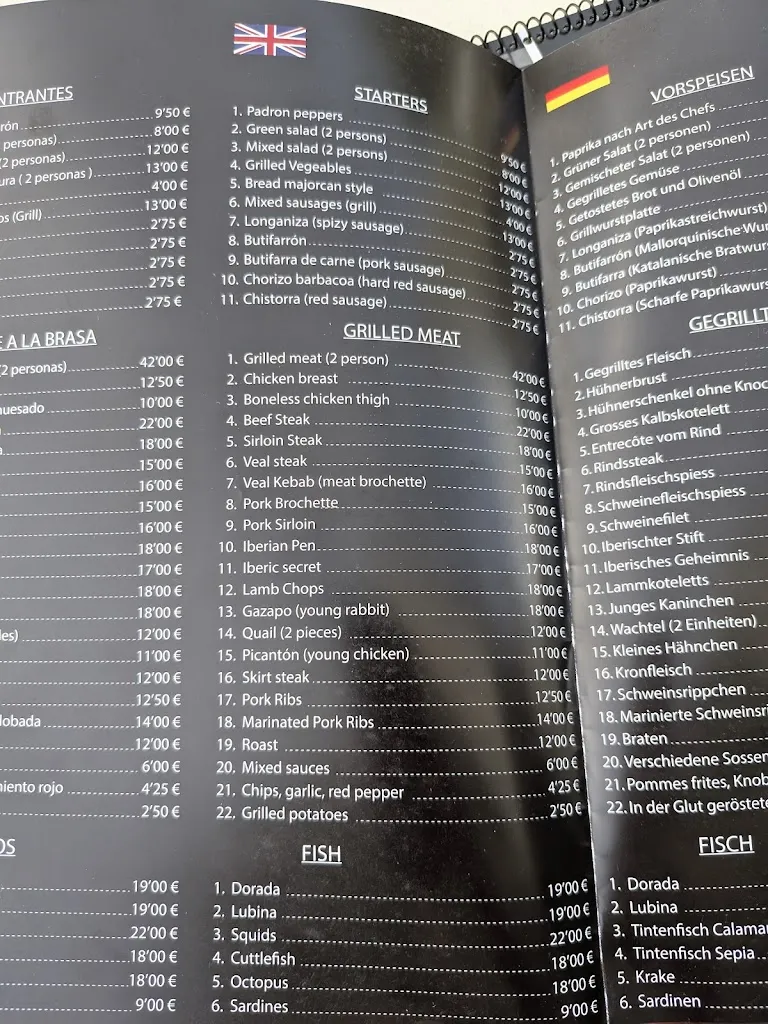 NTRANTES
rón 9'50 €
personas) 8'00 €
(2 personas) 12'00 €
ura ( 2 personas ) 13'00 €
4'00 €
os (Grill) 13'00 €
2'75 €
2'75 €
2'75 €
2'75 €
2'75 €
E A LA BRASA
(2 personas) 42'00 €
12'50 €
huesado 10'00 €
22'00 €
a 18'00 €
15'00 €
16'00 €
15'00 €
16'00 €
18'00 €
17'00 €
18'00 €
18'00 €
les) 12'00 €
11'00 €
12'00 €
12'50 €
lobada 14'00 €
12'00 €
6'00 €
miento rojo 4'25 €
2'50 €
OS
19'00 €
19'00 €
22'00 €
18'00 €
18'00 €
9'00 €
STARTERS
1. Padron peppers 9'50 €
2. Green salad (2 persons) 8'00 €
3. Mixed salad (2 persons) 12'00 €
4. Grilled Vegeables 13'00 €
5. Bread majorcan style 4'00 €
6. Mixed sausages (grill) 13'00 €
7. Longaniza (spizy sausage) 2'75 €
8. Butifarrón 2'75 €
9. Butifarra de carne (pork sausage) 2'75 €
10. Chorizo barbacoa (hard red sausage) 2'75 €
11. Chistorra (red sausage) 2'75 €
GRILLED MEAT
1. Grilled meat (2 person) 42'00 €
2. Chicken breast 12'50 €
3. Boneless chicken thigh 10'00 €
4. Beef Steak 22'00 €
5. Sirloin Steak 18'00 €
6. Veal steak 15'00 €
7. Veal Kebab (meat brochette) 16'00 €
8. Pork Brochette 15'00 €
9. Pork Sirloin 16'00 €
10. Iberian Pen 18'00 €
11. Iberic secret 17'00 €
12. Lamb Chops 18'00 €
13. Gazapo (young rabbit) 18'00 €
14. Quail (2 pieces) 12'00 €
15. Picantón (young chicken) 11'00 €
16. Skirt steak 12'00 €
17. Pork Ribs 12'50 €
18. Marinated Pork Ribs 14'00 €
19. Roast 12'00 €
20. Mixed sauces 6'00 €
21. Chips, garlic, red pepper 4'25 €
22. Grilled potatoes 2'50 €
FISH
1. Dorada 19'00 €
2. Lubina 19'00 €
3. Squids 22'00 €
4. Cuttlefish 18'00 €
5. Octopus 18'00 €
6. Sardines 9'00 €
VORSPEISEN
1. Paprika nach Art des Chefs
2. Grüner Salat (2 personen)
3. Gemischeter Salat (2 personen)
4. Gegrilletes Gemüse
5. Getostetes Brot und Olivenöl
6. Grillwurstplatte
7. Longaniza (Paprikastreichwurst)
8. Butifarrón (Mallorquinische Wur
9. Butifarra (Katalanische Bratwurs
10. Chorizo (Paprikawurst)
11. Chistorra (Scharfe Paprikawurs
GEGRILLT
1. Gegrilltes Fleisch
2. Hühnerbrust
3. Hühnerschenkel ohne Knoc
4. Grosses Kalbskotelett
5. Entrecôte vom Rind
6. Rindssteak
7. Rindsfleischspiess
8. Schweinefleischspiess
9. Schweinefilet
10. Iberischer Stift
11. Iberisches Geheimnis
12. Lammkoteletts
13. Junges Kaninchen
14. Wachtel (2 Einheiten)
15. Kleines Hähnchen
16. Kronfleisch
17. Schweinsrippchen
18. Marinierte Schweinsri
19. Braten
20. Verschiedene Sossen
21. Pommes frites, Knob
22. In der Glut geröstete
FISCH
1. Dorada
2. Lubina
3. Tintenfisch Calamar
4. Tintenfisch Sepia
5. Krake
6. Sardinen